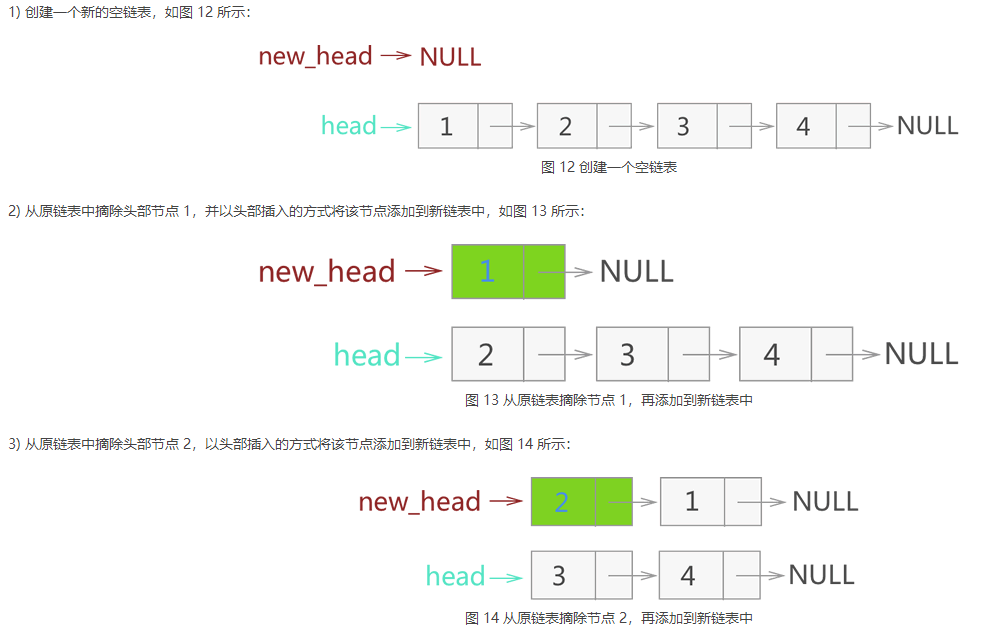 1) 创建一个新的空链表，如图 12 所示：
new_head NULL
head 1 2 3 4 NULL
图 12 创建一个空链表
2) 从原链表中摘除头部节点 1，并以头部插入的方式将该节点添加到新链表中，如图 13 所示：
new_head 1 NULL
head 2 3 4 NULL
图 13 从原链表摘除节点 1，再添加到新链表中
3) 从原链表中摘除头部节点 2，以头部插入的方式将该节点添加到新链表中，如图 14 所示：
new_head 2 1 NULL
head 3 4 NULL
图 14 从原链表摘除节点 2，再添加到新链表中